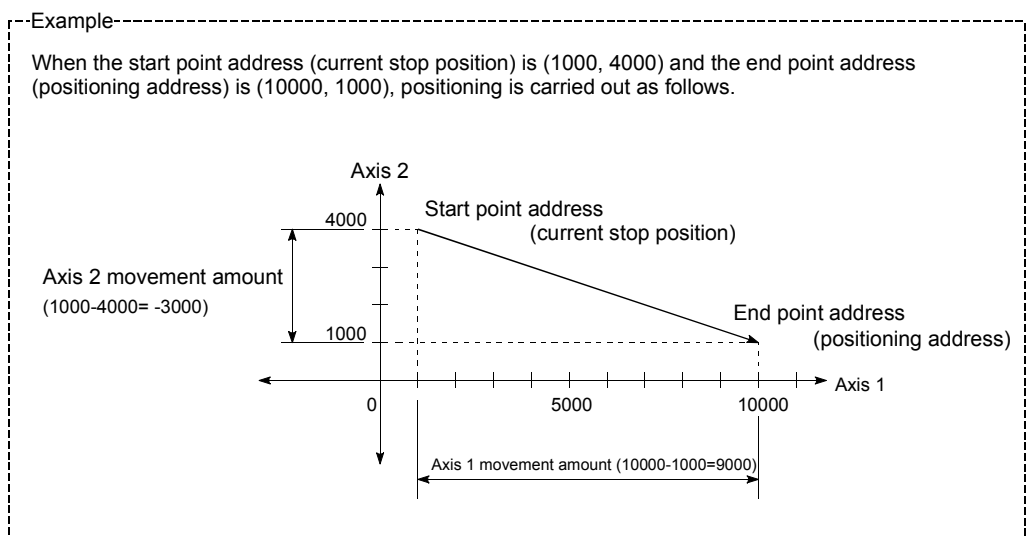 Example
When the start point address (current stop position) is (1000, 4000) and the end point address
(positioning address) is (10000, 1000), positioning is carried out as follows.
Axis 2
4000
Start point address
(current stop position)
Axis 2 movement amount
(1000-4000= -3000)
End point address
(positioning address)
1000
Axis 1
0
5000
10000
Axis 1 movement amount (10000-1000=9000)